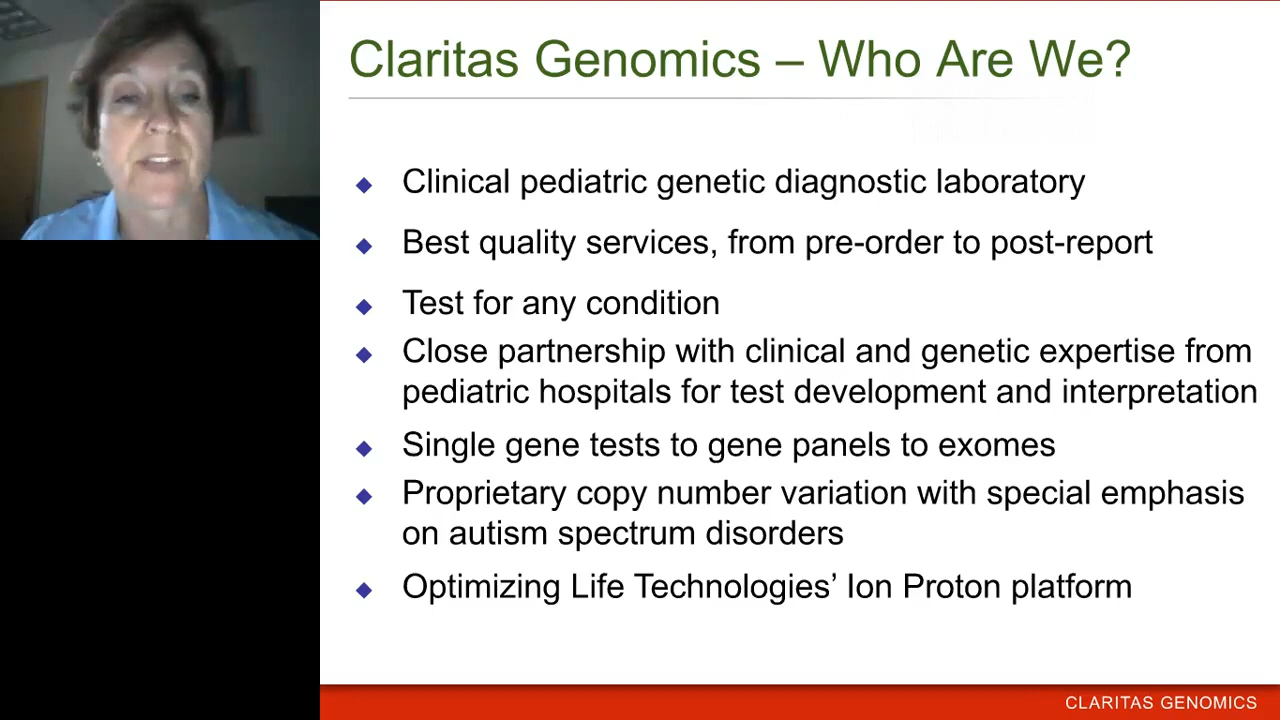 Claritas Genomics – Who Are We?
◆ Clinical pediatric genetic diagnostic laboratory
◆ Best quality services, from pre-order to post-report
◆ Test for any condition
◆ Close partnership with clinical and genetic expertise from
pediatric hospitals for test development and interpretation
◆ Single gene tests to gene panels to exomes
◆ Proprietary copy number variation with special emphasis
on autism spectrum disorders
◆ Optimizing Life Technologies’ Ion Proton platform
CLARITAS GENOMICS